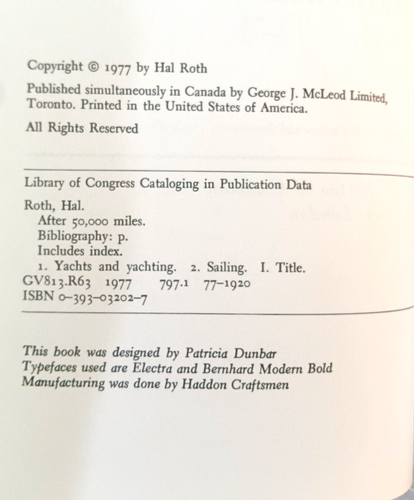 Copyright © 1977 by Hal Roth
Published simultaneously in Canada by George J. McLeod Limited,
Toronto. Printed in the United States of America.
All Rights Reserved
Library of Congress Cataloging in Publication Data
Roth, Hal.
After 50,000 miles.
Bibliography: p.
Includes index.
1. Yachts and yachting. 2. Sailing. I. Title.
GV813.R63 1977 797.1 77-1920
ISBN 0-393-03202-7
This book was designed by Patricia Dunbar
Typefaces used are Electra and Bernhard Modern Bold
Manufacturing was done by Haddon Craftsmen